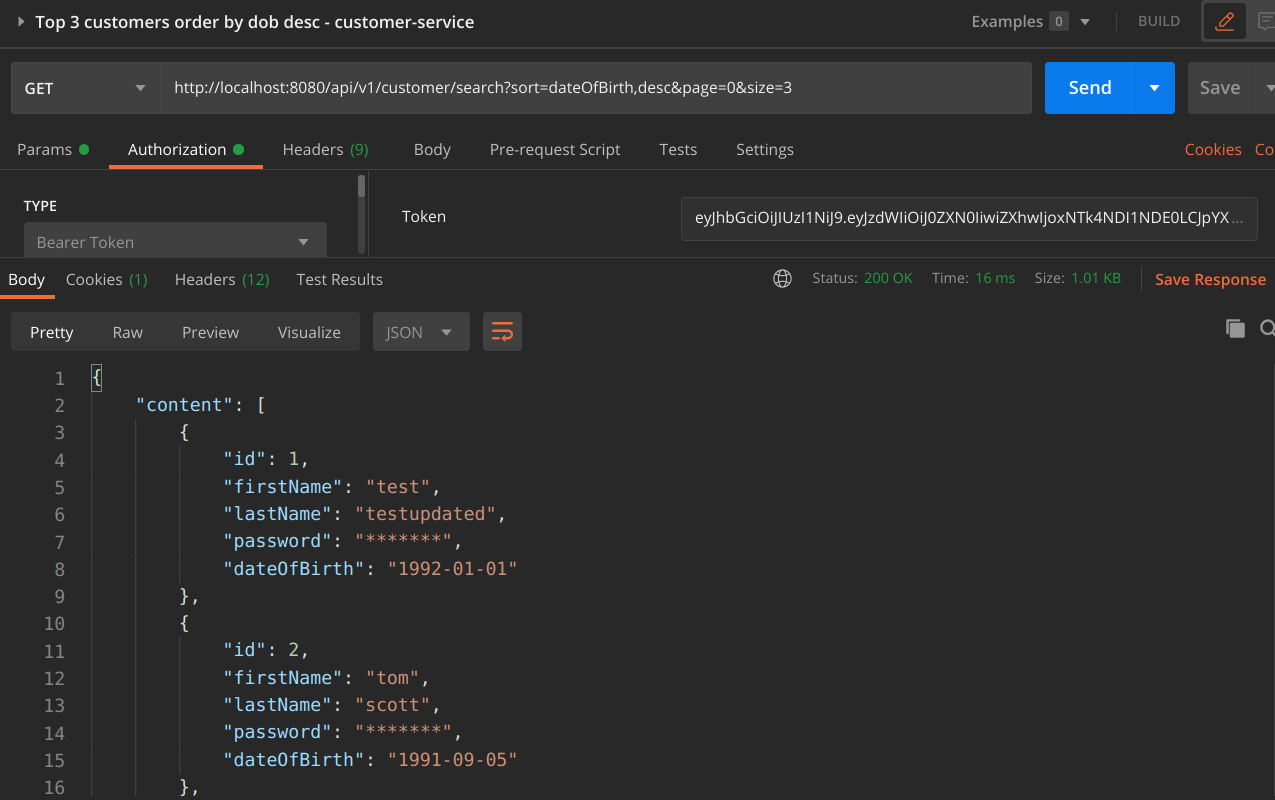 Top 3 customers order by dob desc - customer-service
Examples 0
BUILD
GET
http://localhost:8080/api/v1/customer/search?sort=dateOfBirth,desc&page=0&size=3
Send
Save
Params
Authorization
Headers (9)
Body
Pre-request Script
Tests
Settings
Cookies
Co
TYPE
Bearer Token
Token
eyJhbGciOiJIUzI1NiJ9.eyJzdWIiOiJ0ZXN0IiwiZXhwIjoxNTk4NDI1NDE0LCJpYX...
Body
Cookies (1)
Headers (12)
Test Results
Status: 200 OK
Time: 16 ms
Size: 1.01 KB
Save Response
Pretty
Raw
Preview
Visualize
JSON
1 {
2 "content": [
3 {
4 "id": 1,
5 "firstName": "test",
6 "lastName": "testupdated",
7 "password": "*******",
8 "dateOfBirth": "1992-01-01"
9 },
10 {
11 "id": 2,
12 "firstName": "tom",
13 "lastName": "scott",
14 "password": "*******",
15 "dateOfBirth": "1991-09-05"
16 },